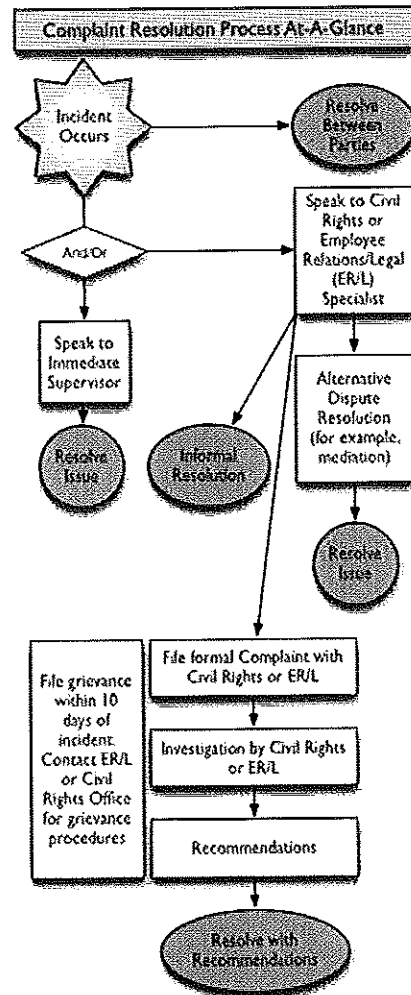 Complaint Resolution Process At-A-Glance
Incident
Occurs
Resolve
Between
Parties
And/Or
Speak to Civil
Rights or
Employee
Relations/Legal
(ER/L)
Specialist
Speak to
Immediate
Supervisor
Resolve
Issue
Informal
Resolution
Alternative
Dispute
Resolution
(for example,
mediation)
Resolve
Issue
File grievance
within 10
days of
incident.
Contact ER/L
or Civil
Rights Office
for grievance
procedures
File formal Complaint with
Civil Rights or ER/L
Investigation by Civil Rights
or ER/L
Recommendations
Resolve with
Recommendations